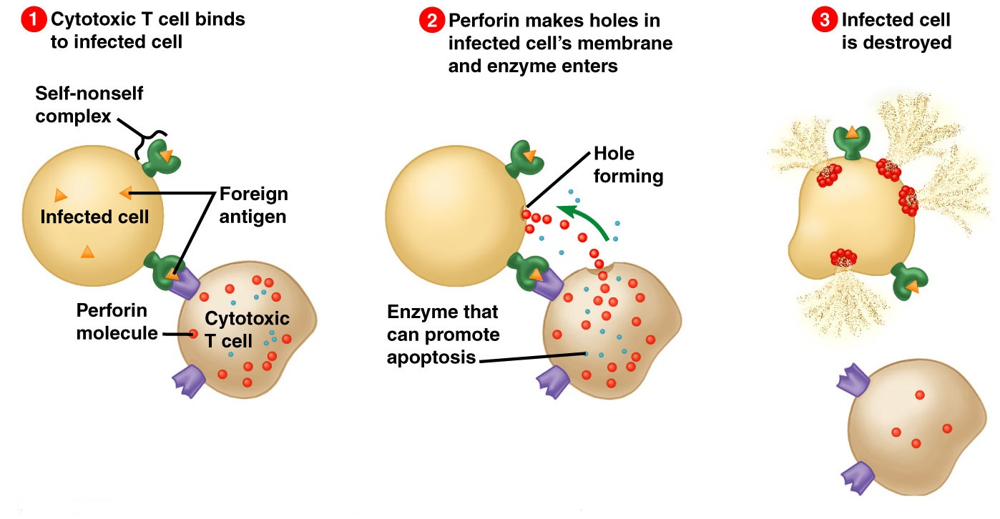 1 Cytotoxic T cell binds
to infected cell
Self-nonself
complex
Infected cell
Foreign
antigen
Perforin
molecule
Cytotoxic
T cell
2 Perforin makes holes in
infected cell's membrane
and enzyme enters
Hole
forming
Enzyme that
can promote
apoptosis
3 Infected cell
is destroyed